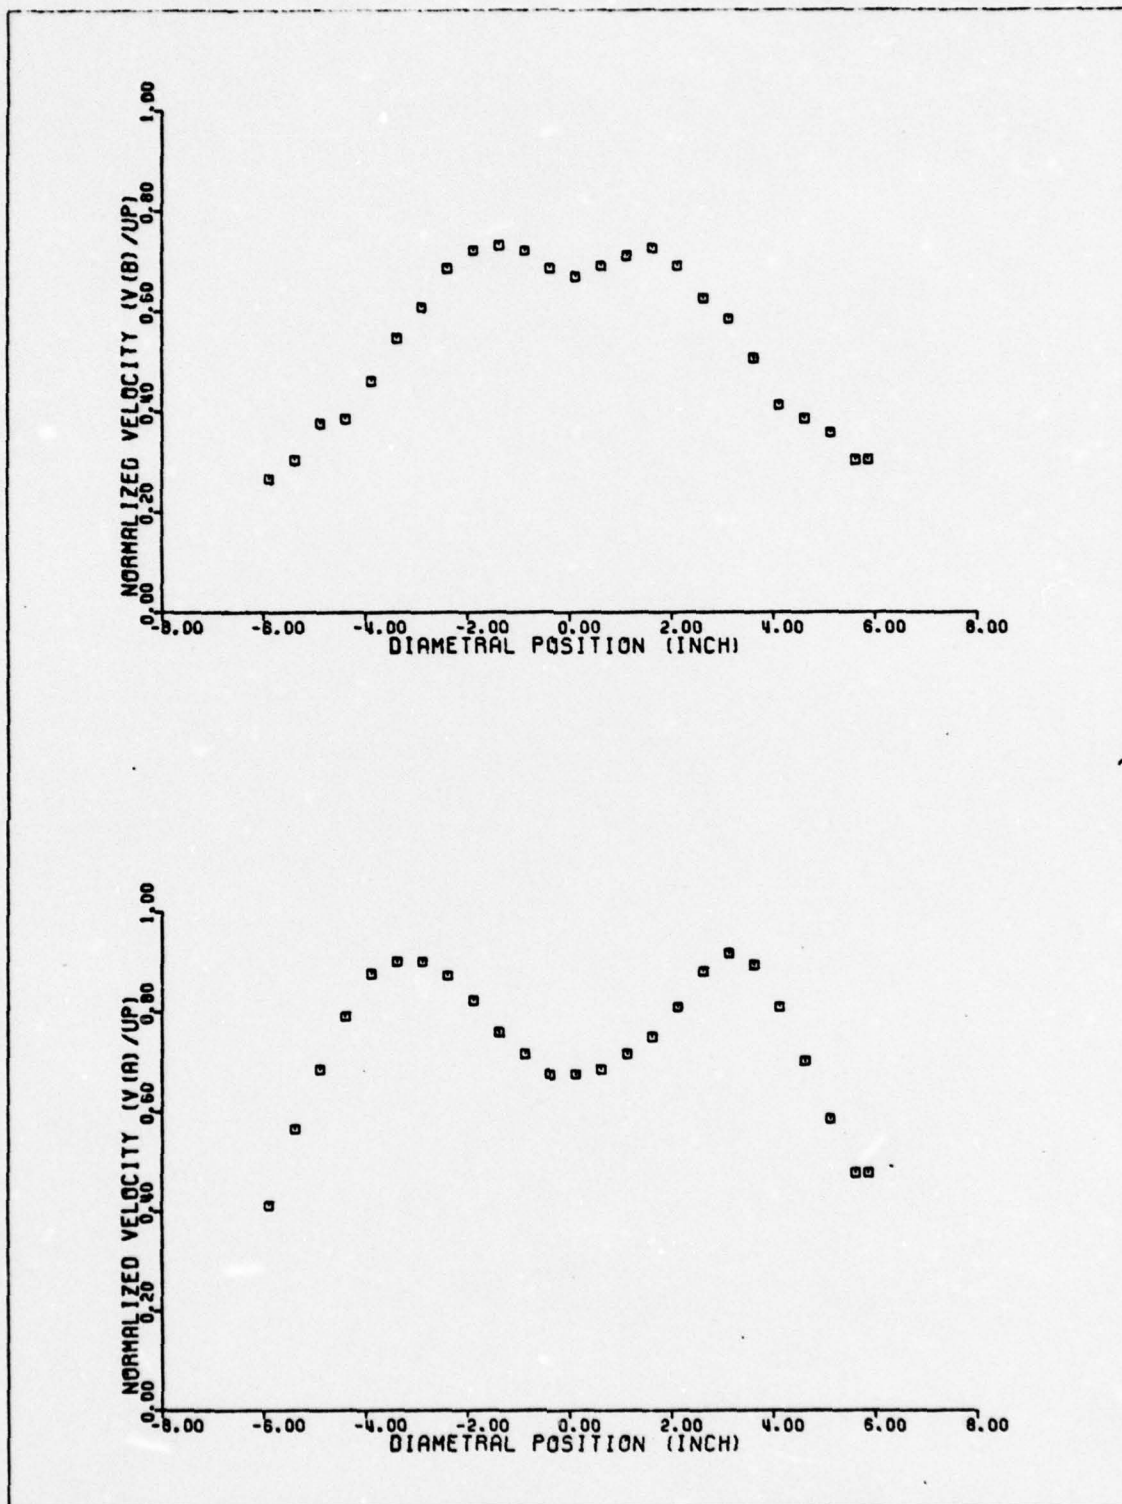 NORMALIZED VELOCITY (V(B)/UP)
1.00
0.80
0.60
0.40
0.20
0.00
-8.00 -6.00 -4.00 -2.00 0.00 2.00 4.00 6.00 8.00
DIAMETRAL POSITION (INCH)
NORMALIZED VELOCITY (V(A)/UP)
1.00
0.80
0.60
0.40
0.20
0.00
-8.00 -6.00 -4.00 -2.00 0.00 2.00 4.00 6.00 8.00
DIAMETRAL POSITION (INCH)